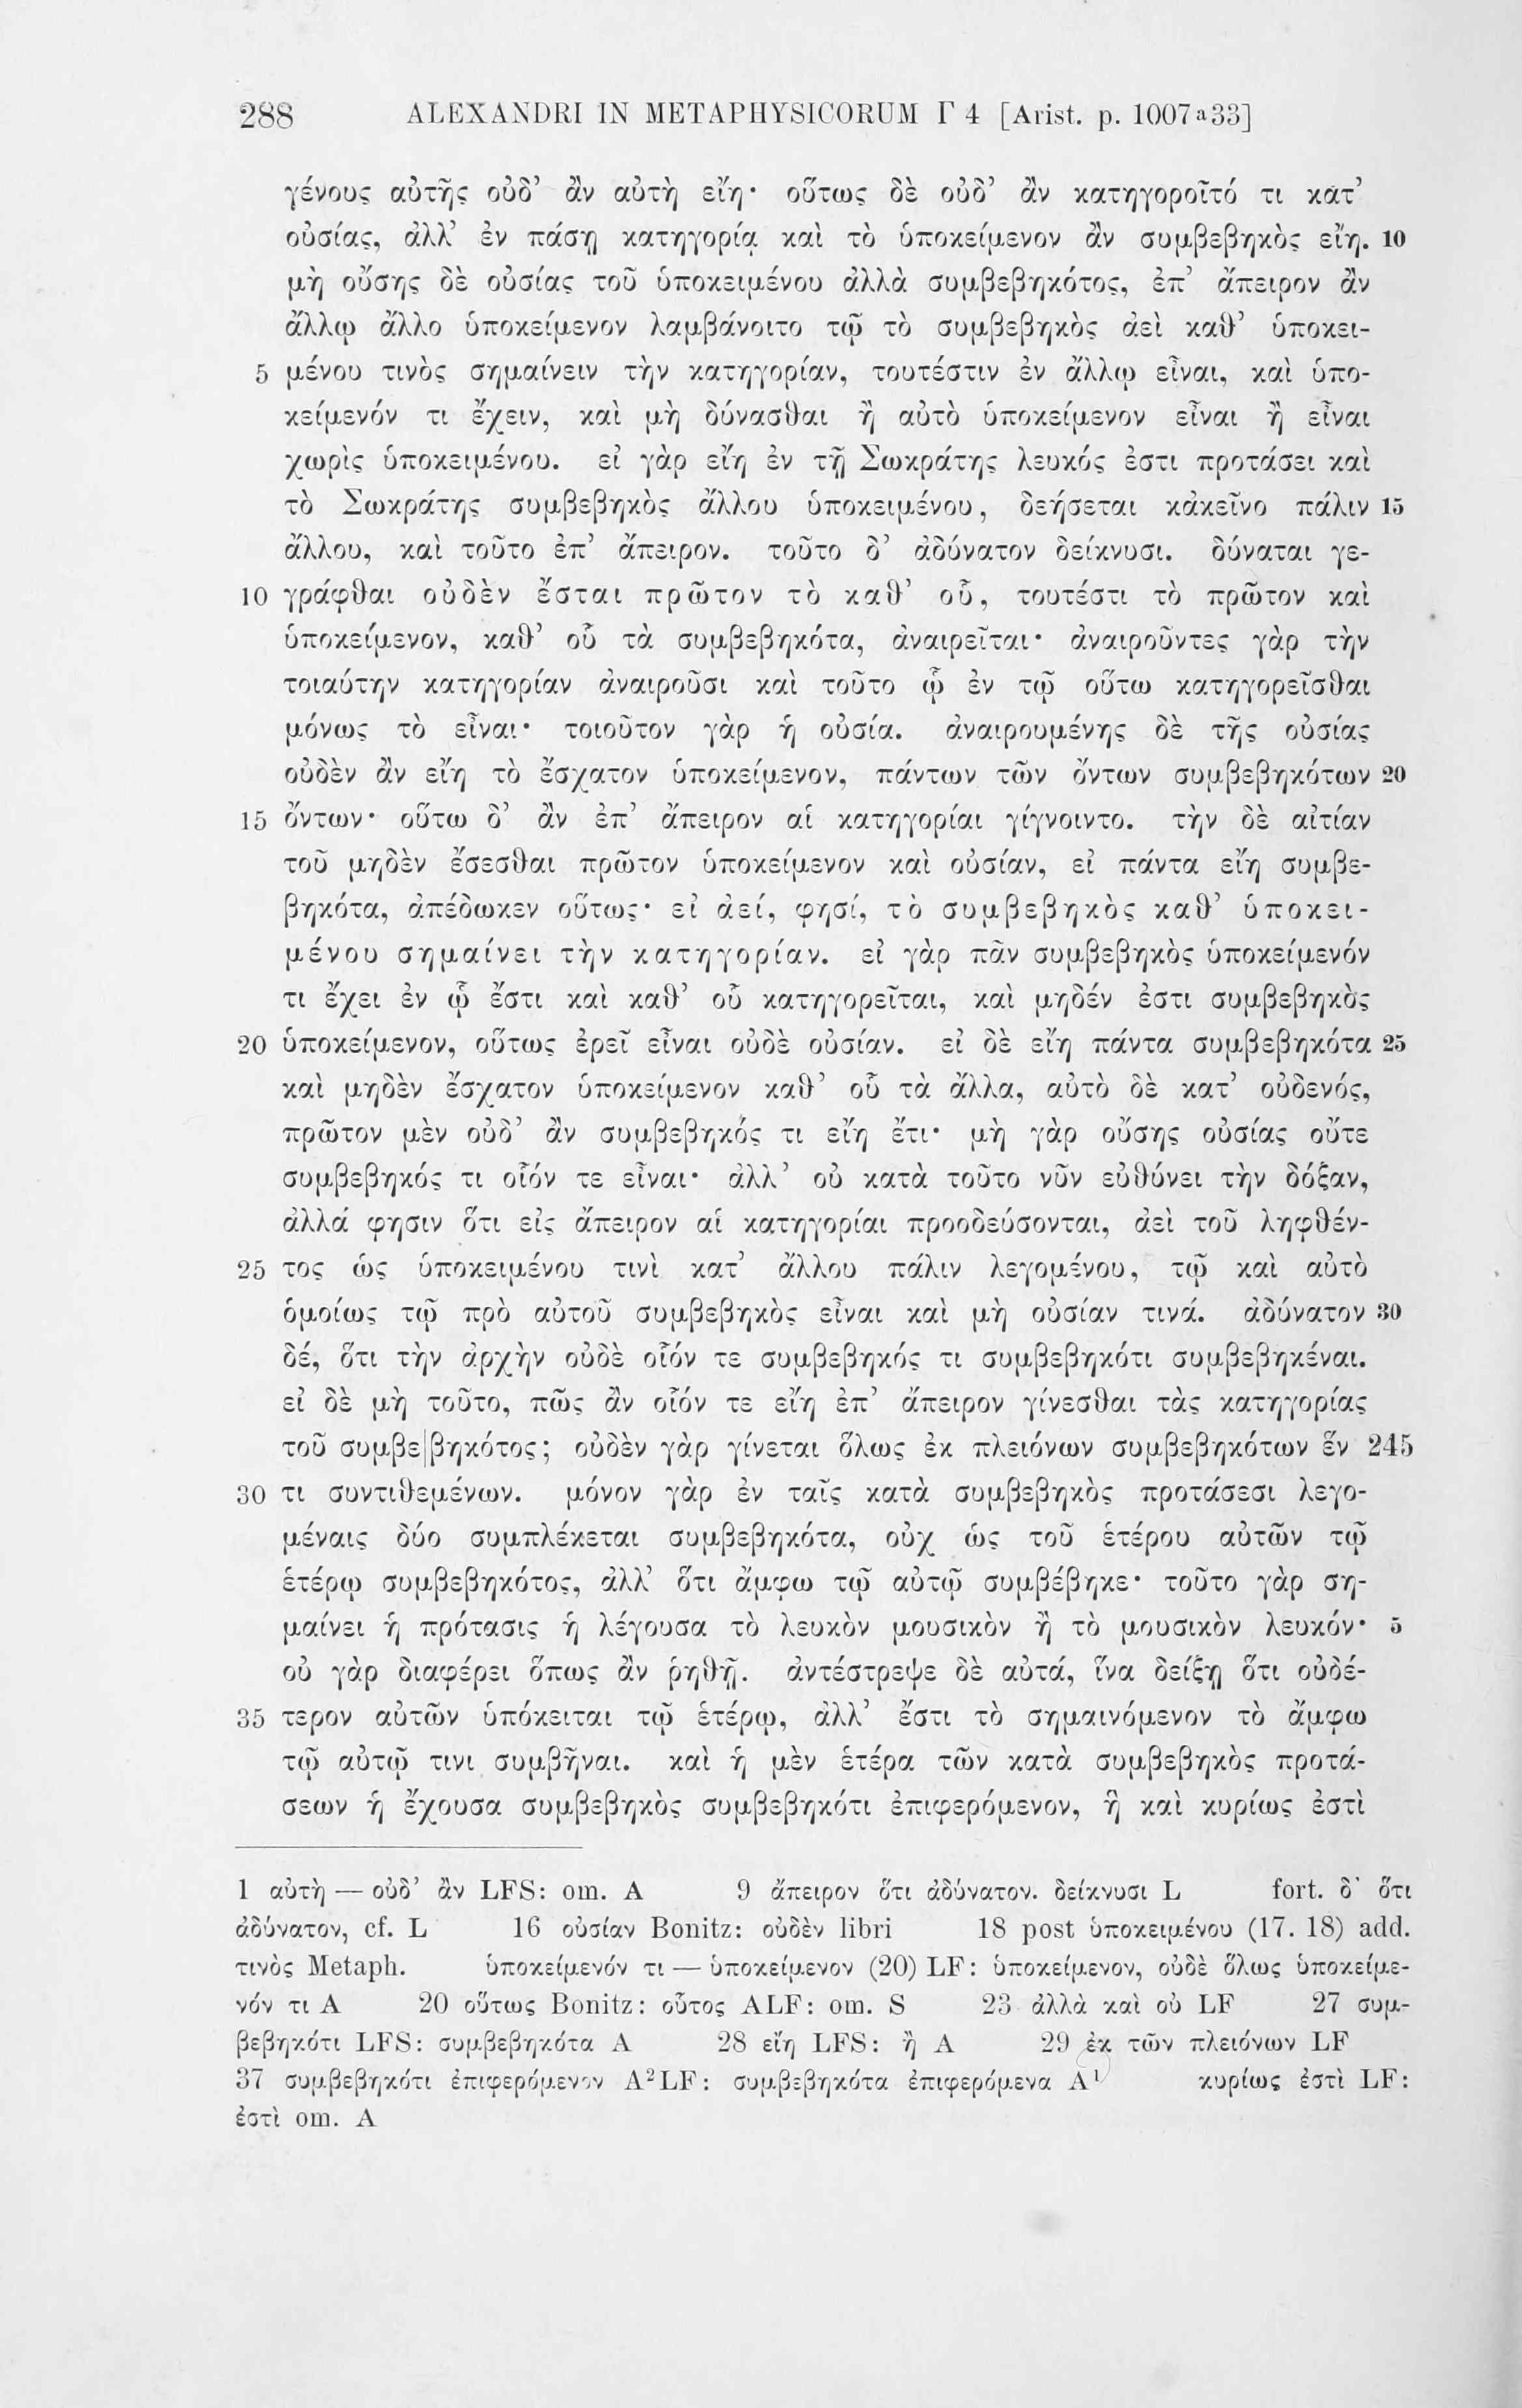 288 ALEXANDRI IN METAPHYSICORUM Γ 4 [Arist. p. 1007a33]
γένους αὐτῆς οὐδ’ ἂν αὐτὴ εἴη· οὕτως δὲ οὐδ’ ἂν κατηγοροῖτό τι κατ’
οὐσίας, ἀλλ’ ἐν πάσῃ κατηγορίᾳ καὶ τὸ ὑποκείμενον ἂν συμβεβηκὸς εἴη. 10
μὴ οὔσης δὲ οὐσίας τοῦ ὑποκειμένου ἀλλὰ συμβεβηκότος, ἐπ’ ἄπειρον ἂν
ἄλλῳ ἄλλο ὑποκείμενον λαμβάνοιτο τῷ τὸ συμβεβηκὸς ἀεὶ καθ’ ὑποκει-
5 μένου τινὸς σημαίνειν τὴν κατηγορίαν, τουτέστιν ἐν ἄλλῳ εἶναι, καὶ ὑπο-
κείμενόν τι ἔχειν, καὶ μὴ δύνασθαι ἢ αὐτὸ ὑποκείμενον εἶναι ἢ εἶναι
χωρὶς ὑποκειμένου. εἰ γὰρ εἴη ἐν τῇ Σωκράτης λευκός ἐστι προτάσει καὶ
τὸ Σωκράτης συμβεβηκὸς ἄλλου ὑποκειμένου, δεήσεται κἀκεῖνο πάλιν 15
ἄλλου, καὶ τοῦτο ἐπ’ ἄπειρον. τοῦτο δ’ ἀδύνατον δείκνυσι. δύναται γε-
10 γράφθαι οὐδὲν ἔσται πρῶτον τὸ καθ’ οὗ, τουτέστι τὸ πρῶτον καὶ
ὑποκείμενον, καθ’ οὗ τὰ συμβεβηκότα, ἀναιρεῖται· ἀναιροῦντες γὰρ τὴν
τοιαύτην κατηγορίαν ἀναιροῦσι καὶ τοῦτο ᾧ ἐν τῷ οὕτω κατηγορεῖσθαι
μόνως τὸ εἶναι· τοιοῦτον γὰρ ἡ οὐσία. ἀναιρουμένης δὲ τῆς οὐσίας
οὐδὲν ἂν εἴη τὸ ἔσχατον ὑποκείμενον, πάντων τῶν ὄντων συμβεβηκότων 20
15 ὄντων· οὕτω δ’ ἂν ἐπ’ ἄπειρον αἱ κατηγορίαι γίγνοιντο. τὴν δὲ αἰτίαν
τοῦ μηδὲν ἔσεσθαι πρῶτον ὑποκείμενον καὶ οὐσίαν, εἰ πάντα εἴη συμβε-
βηκότα, ἀπέδωκεν οὕτως· εἰ ἀεί, φησί, τὸ συμβεβηκὸς καθ’ ὑποκει-
μένου σημαίνει τὴν κατηγορίαν. εἰ γὰρ πᾶν συμβεβηκὸς ὑποκείμενόν
τι ἔχει ἐν ᾧ ἔστι καὶ καθ’ οὗ κατηγορεῖται, καὶ μηδέν ἐστι συμβεβηκὸς
20 ὑποκείμενον, οὕτως ἐρεῖ εἶναι οὐδὲ οὐσίαν. εἰ δὲ εἴη πάντα συμβεβηκότα 25
καὶ μηδὲν ἔσχατον ὑποκείμενον καθ’ οὗ τὰ ἄλλα, αὐτὸ δὲ κατ’ οὐδενός,
πρῶτον μὲν οὐδ’ ἂν συμβεβηκός τι εἴη ἔτι· μὴ γὰρ οὔσης οὐσίας οὔτε
συμβεβηκός τι οἷόν τε εἶναι· ἀλλ’ οὐ κατὰ τοῦτο νῦν εὐθύνει τὴν δόξαν,
ἀλλά φησιν ὅτι εἰς ἄπειρον αἱ κατηγορίαι προοδεύσονται, ἀεὶ τοῦ ληφθέν-
25 τος ὡς ὑποκειμένου τινὶ κατ’ ἄλλου πάλιν λεγομένου, τῷ καὶ αὐτὸ
ὁμοίως τῷ πρὸ αὐτοῦ συμβεβηκὸς εἶναι καὶ μὴ οὐσίαν τινά. ἀδύνατον 30
δέ, ὅτι τὴν ἀρχὴν οὐδὲ οἷόν τε συμβεβηκός τι συμβεβηκότι συμβεβηκέναι.
εἰ δὲ μὴ τοῦτο, πῶς ἂν οἷόν τε εἴη ἐπ’ ἄπειρον γίνεσθαι τὰς κατηγορίας
τοῦ συμβε|βηκότος; οὐδὲν γὰρ γίνεται ὅλως ἐκ πλειόνων συμβεβηκότων ἕν 245
30 τι συντιθεμένων. μόνον γὰρ ἐν ταῖς κατὰ συμβεβηκὸς προτάσεσι λεγο-
μέναις δύο συμπλέκεται συμβεβηκότα, οὐχ ὡς τοῦ ἑτέρου αὐτῶν τῷ
ἑτέρῳ συμβεβηκότος, ἀλλ’ ὅτι ἄμφω τῷ αὐτῷ συμβέβηκε· τοῦτο γὰρ ση-
μαίνει ἡ πρότασις ἡ λέγουσα τὸ λευκὸν μουσικὸν ἢ τὸ μουσικὸν λευκόν· 5
οὐ γὰρ διαφέρει ὅπως ἂν ῥηθῇ. ἀντέστρεψε δὲ αὐτά, ἵνα δείξῃ ὅτι οὐδέ-
35 τερον αὐτῶν ὑπόκειται τῷ ἑτέρῳ, ἀλλ’ ἔστι τὸ σημαινόμενον τὸ ἄμφω
τῷ αὐτῷ τινι συμβῆναι. καὶ ἡ μὲν ἑτέρα τῶν κατὰ συμβεβηκὸς προτά-
σεων ἡ ἔχουσα συμβεβηκὸς συμβεβηκότι ἐπιφερόμενον, ἣ καὶ κυρίως ἐστὶ
1 αὐτὴ — οὐδ’ ἂν LFS: om. A 9 ἄπειρον ὅτι ἀδύνατον. δείκνυσι L fort. δ’ ὅτι
ἀδύνατον, cf. L 16 οὐσίαν Bonitz: οὐδὲν libri 18 post ὑποκειμένου (17. 18) add.
τινὸς Metaph. ὑποκείμενόν τι — ὑποκείμενον (20) LF: ὑποκείμενον, οὐδὲ ὅλως ὑποκείμε-
νόν τι A 20 οὕτως Bonitz: οὗτος ALF: om. S 23 ἀλλὰ καὶ οὐ LF 27 συμ-
βεβηκότι LFS: συμβεβηκότα A 28 εἴη LFS: ἢ A 29 ἐκ τῶν πλειόνων LF
37 συμβεβηκότι ἐπιφερόμενον A² LF: συμβεβηκότα ἐπιφερόμενα A¹ κυρίως ἐστὶ LF:
ἐστὶ om. A